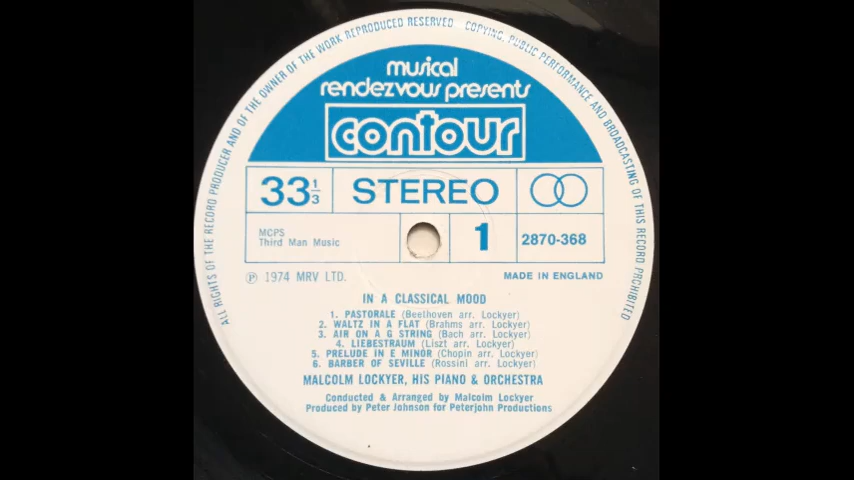 ALL RIGHTS OF THE RECORD PRODUCER AND OF THE OWNER OF THE WORK REPRODUCED RESERVED COPYING, PUBLIC PERFORMANCE AND BROADCASTING OF THIS RECORD PROHIBITED
musical
rendezvous presents
contour
33 1/3 STEREO
MCPS
Third Man Music
1 2870-368
Ⓟ 1974 MRV LTD. MADE IN ENGLAND
IN A CLASSICAL MOOD
1. PASTORALE (Beethoven arr. Lockyer)
2. WALTZ IN A FLAT (Brahms arr. Lockyer)
3. AIR ON A G STRING (Bach arr. Lockyer)
4. LIEBESTRAUM (Liszt arr. Lockyer)
5. PRELUDE IN E MINOR (Chopin arr. Lockyer)
6. BARBER OF SEVILLE (Rossini arr. Lockyer)
MALCOLM LOCKYER, HIS PIANO & ORCHESTRA
Conducted & Arranged by Malcolm Lockyer
Produced by Peter Johnson for Peterjohn Productions